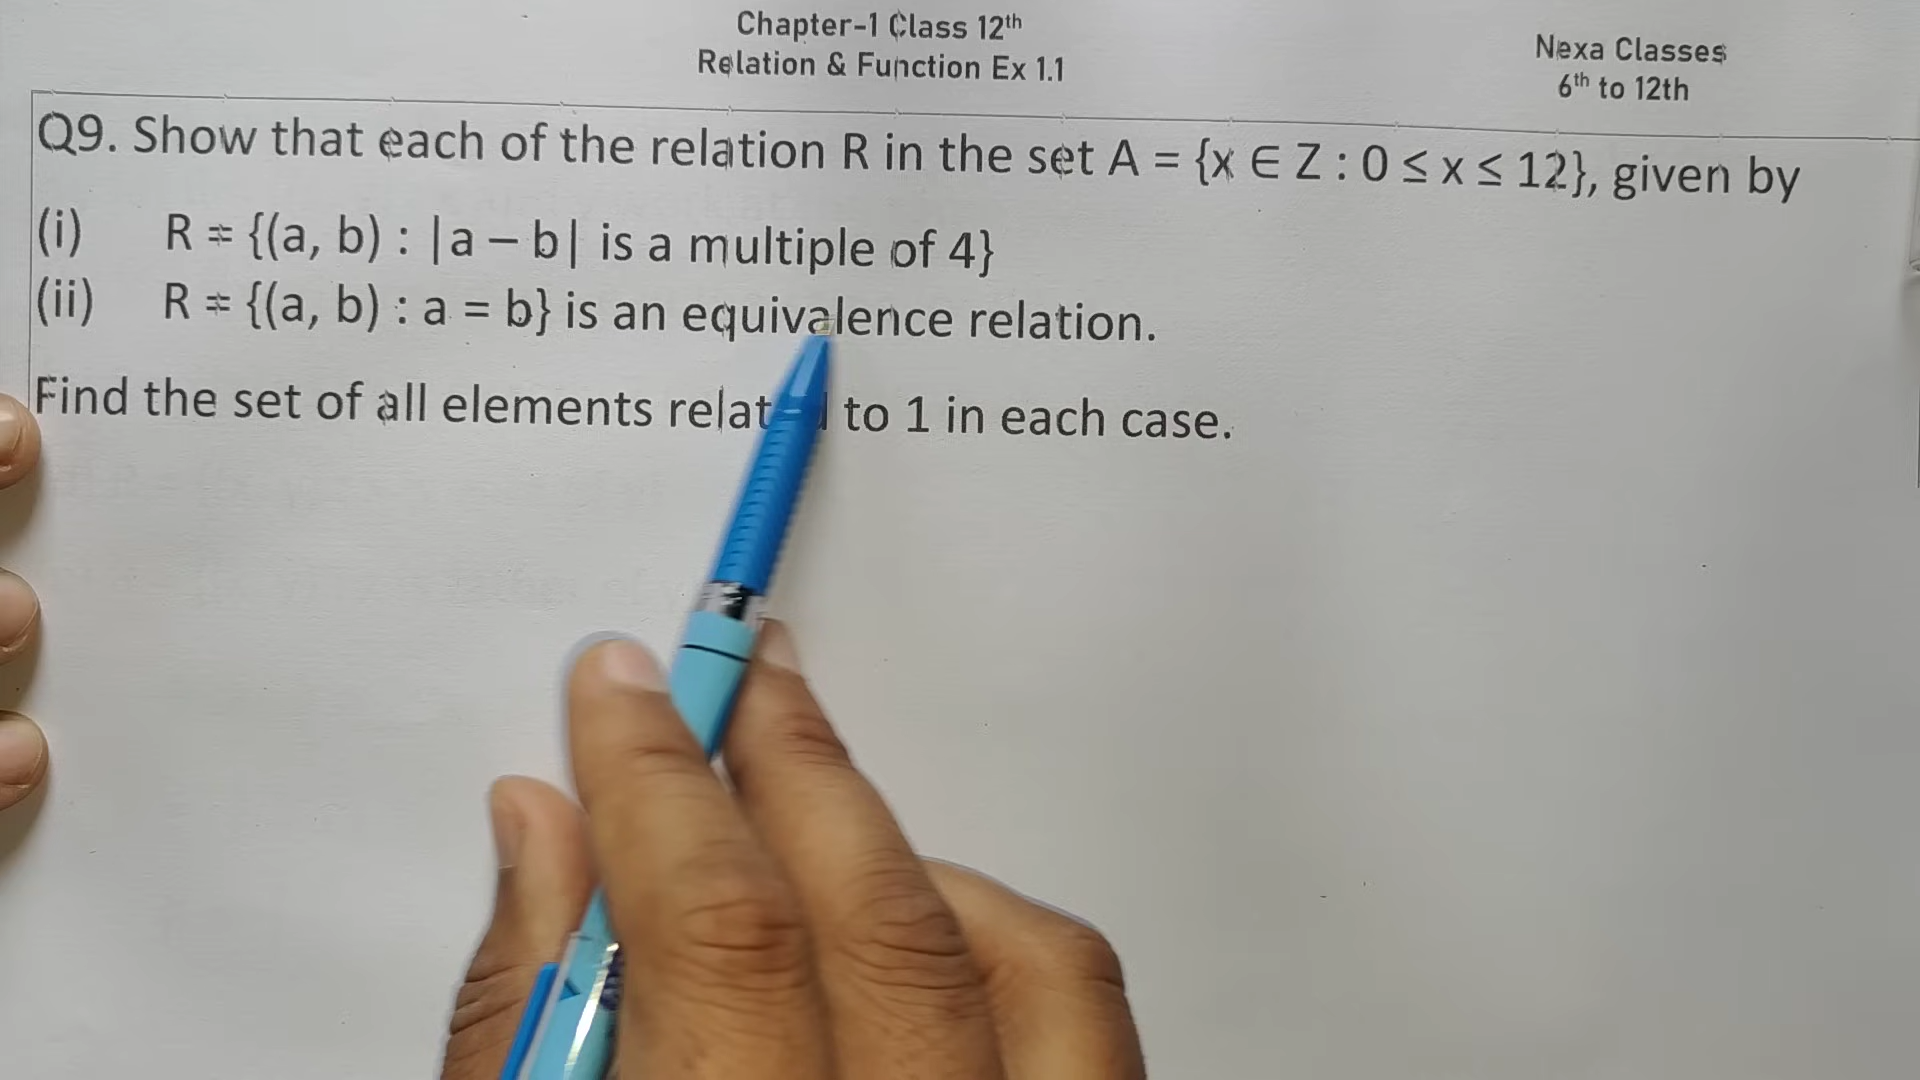 Chapter-1 Class 12th
Relation & Function Ex 1.1
Nexa Classes
6th to 12th
Q9. Show that each of the relation R in the set A = {x ∈ Z : 0 ≤ x ≤ 12}, given by
(i) R = {(a, b) : |a – b| is a multiple of 4}
(ii) R = {(a, b) : a = b} is an equivalence relation.
Find the set of all elements related to 1 in each case.